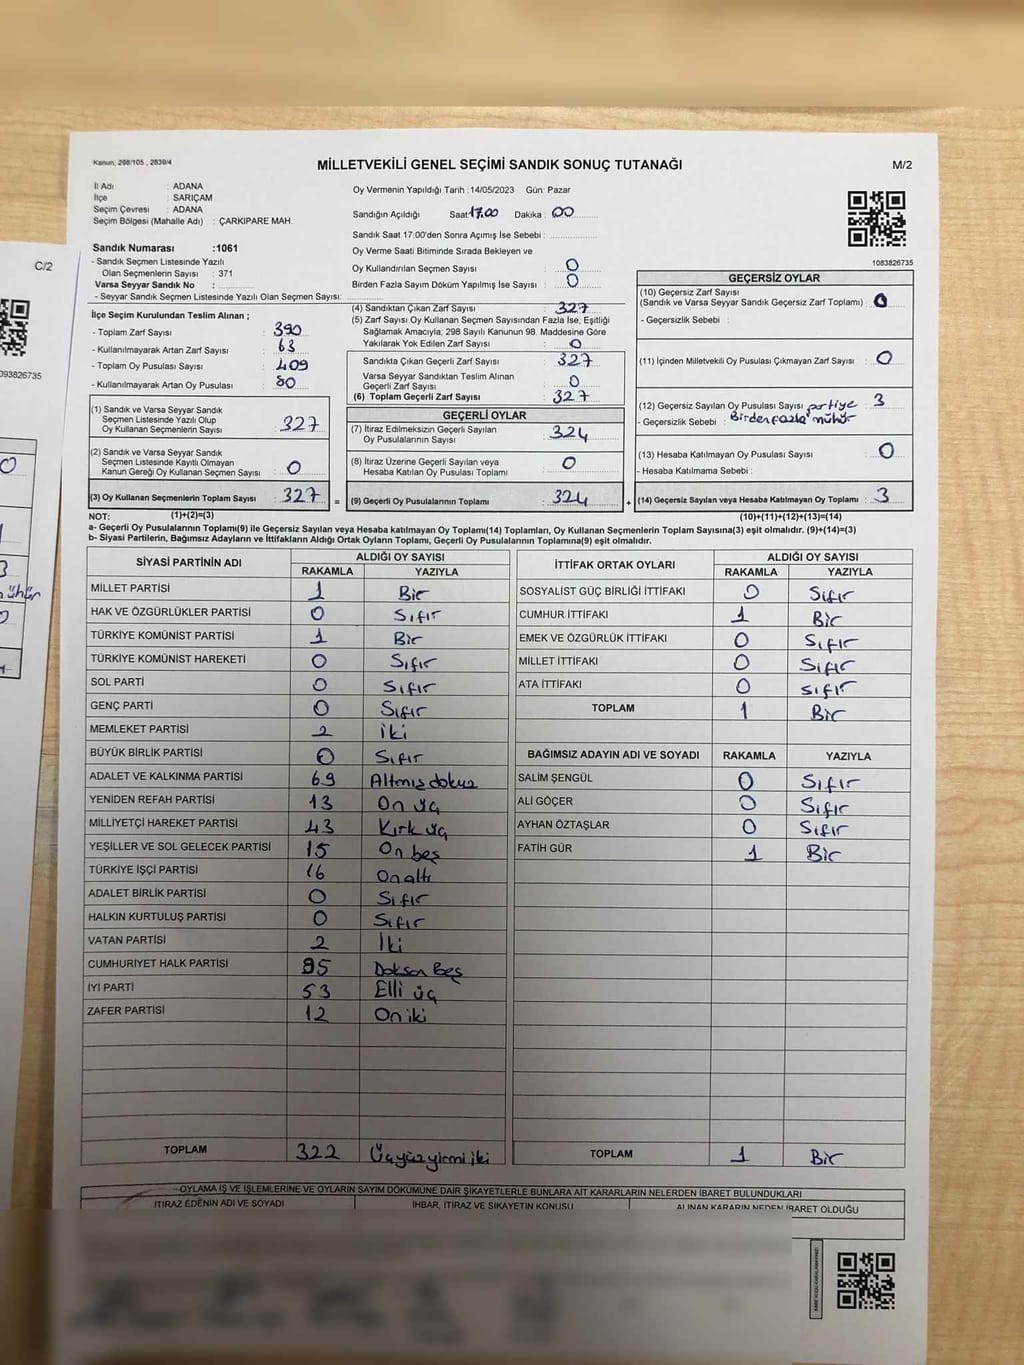 Kanun; 298/105 , 2839/4
MİLLETVEKİLİ GENEL SEÇİMİ SANDIK SONUÇ TUTANAĞI
M/2
İl Adı : ADANA
İlçe : SARIÇAM
Seçim Çevresi : ADANA
Seçim Bölgesi (Mahalle Adı) : ÇARKIPARE MAH.
Sandık Numarası :1061
- Sandık Seçmen Listesinde Yazılı
Olan Seçmenlerin Sayısı : 371
Varsa Seyyar Sandık No :
- Seyyar Sandık Seçmen Listesinde Yazılı Olan Seçmen Sayısı:
Oy Vermenin Yapıldığı Tarih :14/05/2023 Gün: Pazar
Sandığın Açıldığı Saat:17.00 Dakika : 00
Sandık Saat 17:00'den Sonra Açımış İse Sebebi :
Oy Verme Saati Bitiminde Sırada Bekleyen ve
Oy Kullandırılan Seçmen Sayısı : 0
Birden Fazla Sayım Döküm Yapılmış İse Sayısı : 0
1083826735
İlçe Seçim Kurulundan Teslim Alınan ;
- Toplam Zarf Sayısı : 390
- Kullanılmayarak Artan Zarf Sayısı : 63
- Toplam Oy Pusulası Sayısı : 409
- Kullanılmayarak Artan Oy Pusulası : 80
(1) Sandık ve Varsa Seyyar Sandık
Seçmen Listesinde Yazılı Olup
Oy Kullanan Seçmenlerin Sayısı : 327
(2) Sandık ve Varsa Seyyar Sandık
Seçmen Listesinde Kayıtlı Olmayan
Kanun Gereği Oy Kullanan Seçmen Sayısı : 0
(3) Oy Kullanan Seçmenlerin Toplam Sayısı : 327
(4) Sandıktan Çıkan Zarf Sayısı : 327
(5) Zarf Sayısı Oy Kullanan Seçmen Sayısından Fazla İse, Eşitliği
Sağlamak Amacıyla; 298 Sayılı Kanunun 98. Maddesine Göre
Yakılarak Yok Edilen Zarf Sayısı : 0
Sandıkta Çıkan Geçerli Zarf Sayısı : 327
Varsa Seyyar Sandıktan Teslim Alınan
Geçerli Zarf Sayısı : 0
(6) Toplam Geçerli Zarf Sayısı : 327
GEÇERLİ OYLAR
(7) İtiraz Edilmeksizin Geçerli Sayılan
Oy Pusulalarının Sayısı : 324
(8) İtiraz Üzerine Geçerli Sayılan veya
Hesaba Katılan Oy Pusulası Toplamı : 0
= (9) Geçerli Oy Pusulalarının Toplamı : 324
GEÇERSİZ OYLAR
(10) Geçersiz Zarf Sayısı
(Sandık ve Varsa Seyyar Sandık Geçersiz Zarf Toplamı) : 0
- Geçersizlik Sebebi :
(11) İçinden Milletvekili Oy Pusulası Çıkmayan Zarf Sayısı : 0
(12) Geçersiz Sayılan Oy Pusulası Sayısı : 3
- Geçersizlik Sebebi : Birden fazla partiye mühür
(13) Hesaba Katılmayan Oy Pusulası Sayısı : 0
- Hesaba Katılmama Sebebi :
+ (14) Geçersiz Sayılan veya Hesaba Katılmayan Oy Toplamı : 3
NOT: (1)+(2)=(3) (10)+(11)+(12)+(13)=(14)
a- Geçerli Oy Pusulalarının Toplamı(9) ile Geçersiz Sayılan veya Hesaba katılmayan Oy Toplamı(14) Toplamları, Oy Kullanan Seçmenlerin Toplam Sayısına(3) eşit olmalıdır. (9)+(14)=(3)
b- Siyasi Partilerin, Bağımsız Adayların ve İttifakların Aldığı Ortak Oyların Toplamı, Geçerli Oy Pusulalarının Toplamına(9) eşit olmalıdır.
SİYASİ PARTİNİN ADI ALDIĞI OY SAYISI
RAKAMLA YAZIYLA
MİLLET PARTİSİ 1 Bir
HAK VE ÖZGÜRLÜKLER PARTİSİ 0 Sıfır
TÜRKİYE KOMÜNİST PARTİSİ 1 Bir
TÜRKİYE KOMÜNİST HAREKETİ 0 Sıfır
SOL PARTİ 0 Sıfır
GENÇ PARTİ 0 Sıfır
MEMLEKET PARTİSİ 2 İki
BÜYÜK BİRLİK PARTİSİ 0 Sıfır
ADALET VE KALKINMA PARTİSİ 69 Altmış dokuz
YENİDEN REFAH PARTİSİ 13 On üç
MİLLİYETÇİ HAREKET PARTİSİ 43 Kırk üç
YEŞİLLER VE SOL GELECEK PARTİSİ 15 On beş
TÜRKİYE İŞÇİ PARTİSİ 16 On altı
ADALET BİRLİK PARTİSİ 0 Sıfır
HALKIN KURTULUŞ PARTİSİ 0 Sıfır
VATAN PARTİSİ 2 İki
CUMHURİYET HALK PARTİSİ 95 Doksan Beş
İYİ PARTİ 53 Elli üç
ZAFER PARTİSİ 12 On iki
TOPLAM 322 Üçyüzyirmi iki
İTTİFAK ORTAK OYLARI ALDIĞI OY SAYISI
RAKAMLA YAZIYLA
SOSYALİST GÜÇ BİRLİĞİ İTTİFAKI 0 Sıfır
CUMHUR İTTİFAKI 1 Bir
EMEK VE ÖZGÜRLÜK İTTİFAKI 0 Sıfır
MİLLET İTTİFAKI 0 Sıfır
ATA İTTİFAKI 0 Sıfır
TOPLAM 1 Bir
BAĞIMSIZ ADAYIN ADI VE SOYADI RAKAMLA YAZIYLA
SALİM ŞENGÜL 0 Sıfır
ALİ GÖÇER 0 Sıfır
AYHAN ÖZTAŞLAR 0 Sıfır
FATİH GÜR 1 Bir
TOPLAM 1 Bir
OYLAMA İŞ VE İŞLEMLERİNE VE OYLARIN SAYIM DÖKÜMÜNE DAİR ŞİKAYETLERLE BUNLARA AİT KARARLARIN NELERDEN İBARET BULUNDUKLARI
İTİRAZ EDENİN ADI VE SOYADI İHBAR, İTİRAZ VE ŞİKAYETİN KONUSU ALINAN KARARIN NEDEN İBARET OLDUĞU
C/2
093826735